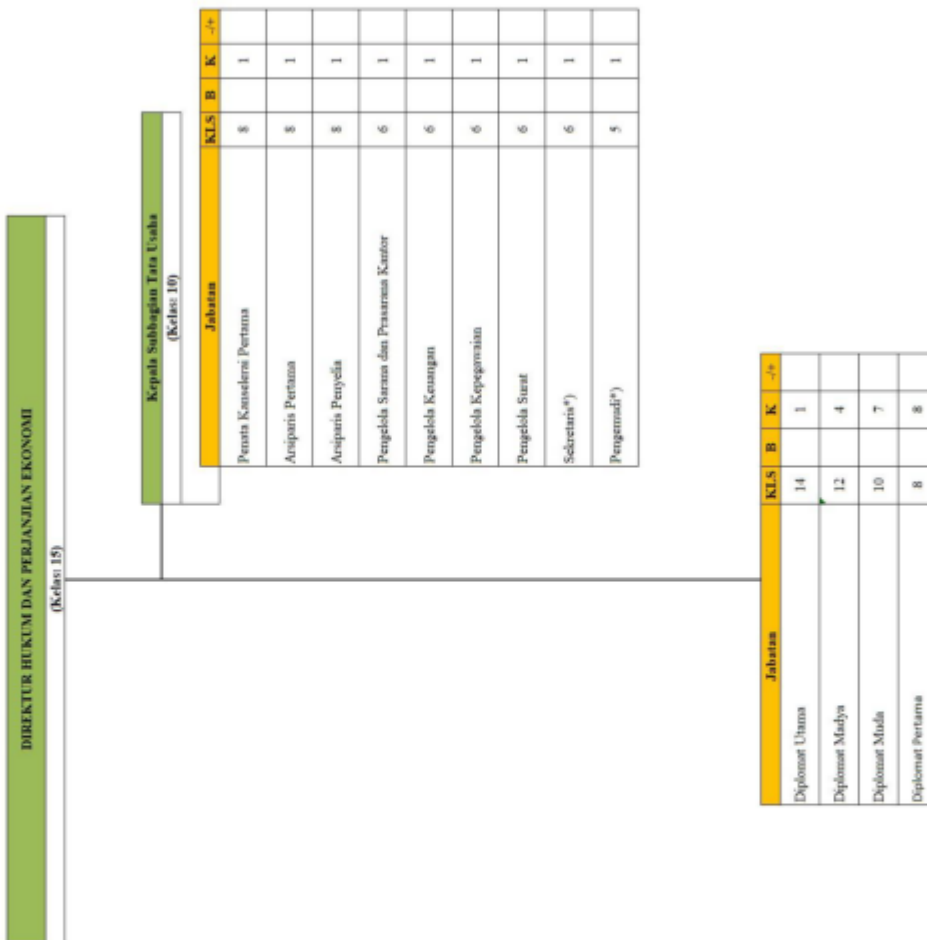 DIREKTUR HUKUM DAN PERJANJIAN EKONOMI
(Kelas: 15)
Kepala Subbagian Tata Usaha
(Kelas: 10)
Jabatan KLS B K -/+
Penata Kanselerai Pertama 8 1
Arsiparis Pertama 8 1
Arsiparis Penyelia 8 1
Pengelola Sarana dan Prasarana Kantor 6 1
Pengelola Keuangan 6 1
Pengelola Kepegawaian 6 1
Pengelola Surat 6 1
Sekretaris*) 6 1
Pengemudi*) 5 1
Jabatan KLS B K -/+
Diplomat Utama 14 1
Diplomat Madya 12 4
Diplomat Muda 10 7
Diplomat Pertama 8 8